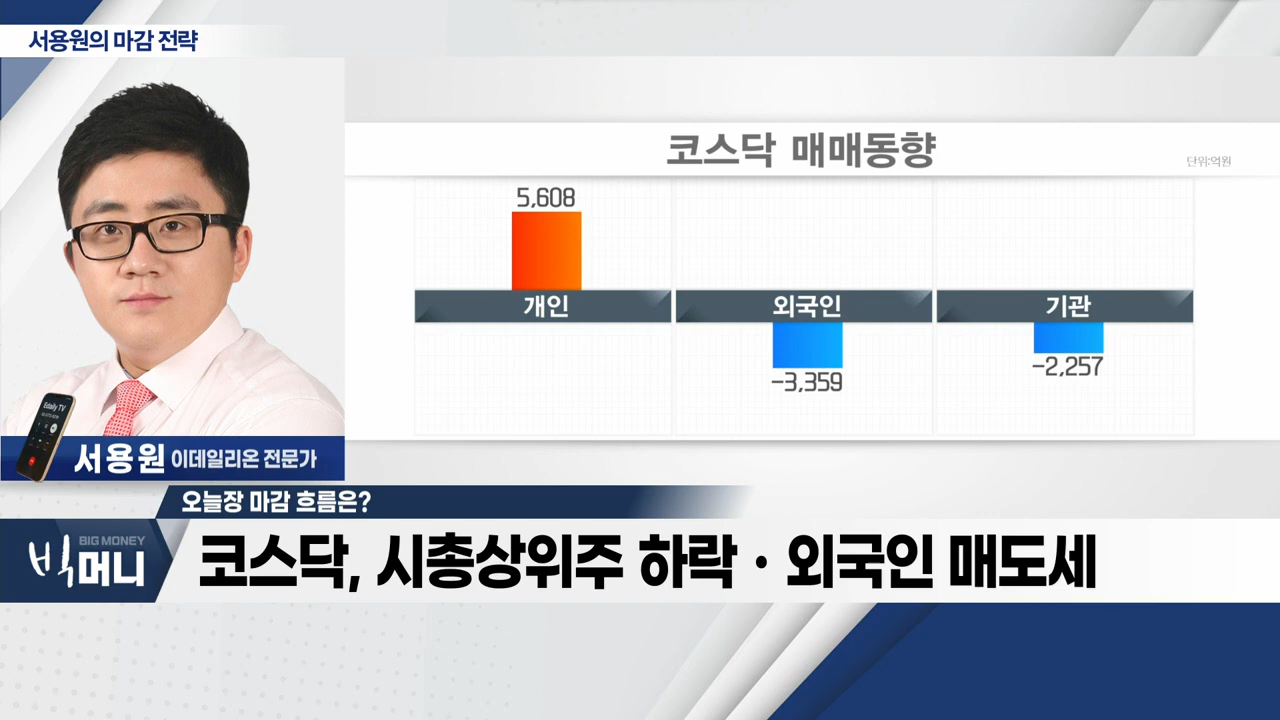 서용원의 마감 전략
코스닥 매매동향
단위:억원
5,608
개인
외국인
기관
-3,359
-2,257
Edaily TV
서용원 이데일리온 전문가
오늘장 마감 흐름은?
BIG MONEY
빅머니
코스닥, 시총상위주 하락 · 외국인 매도세